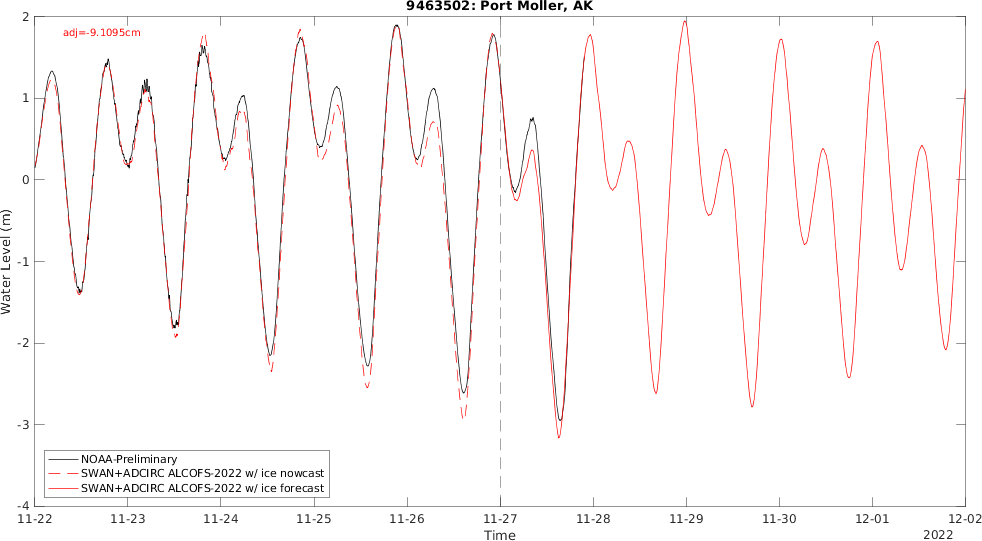 9463502: Port Moller, AK
adj=-9.1095cm
2
1
0
-1
-2
-3
-4
Water Level (m)
NOAA-Preliminary
SWAN+ADCIRC ALCOFS-2022 w/ ice nowcast
SWAN+ADCIRC ALCOFS-2022 w/ ice forecast
11-22 11-23 11-24 11-25 11-26 11-27 11-28 11-29 11-30 12-01 12-02
Time
2022